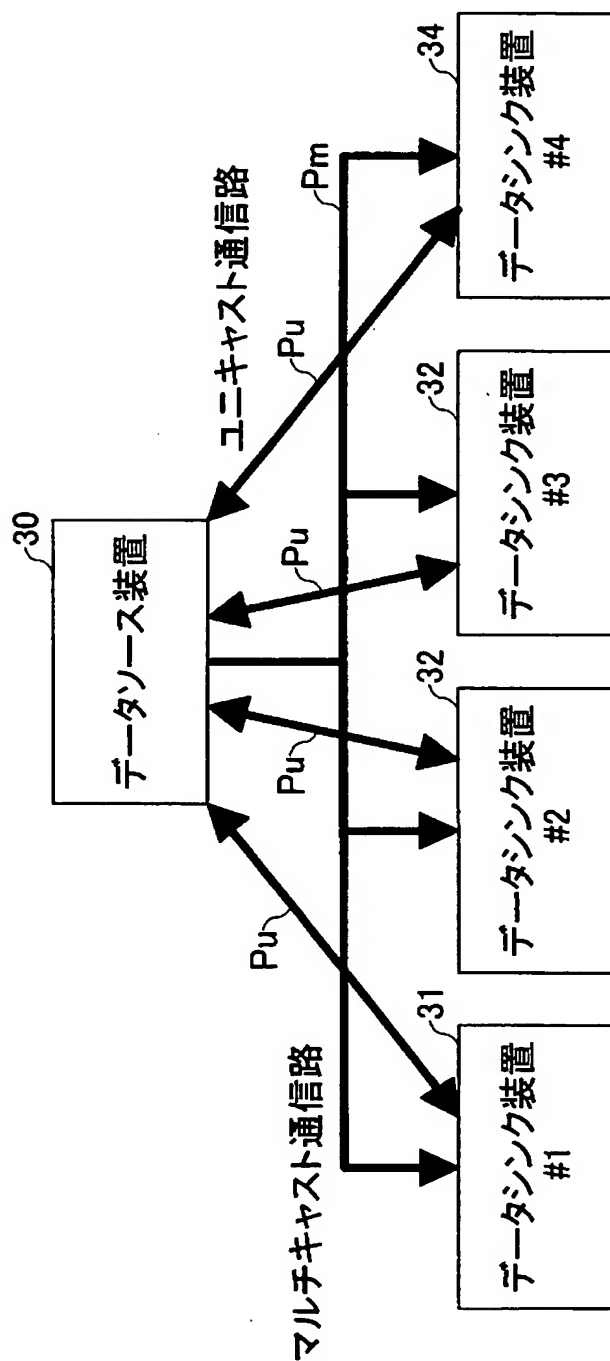 30
データソース装置
ユニキャスト通信路
マルチキャスト通信路
Pu
Pu
Pu
Pu
Pm
31
データシンク装置
#1
32
データシンク装置
#2
32
データシンク装置
#3
34
データシンク装置
#4